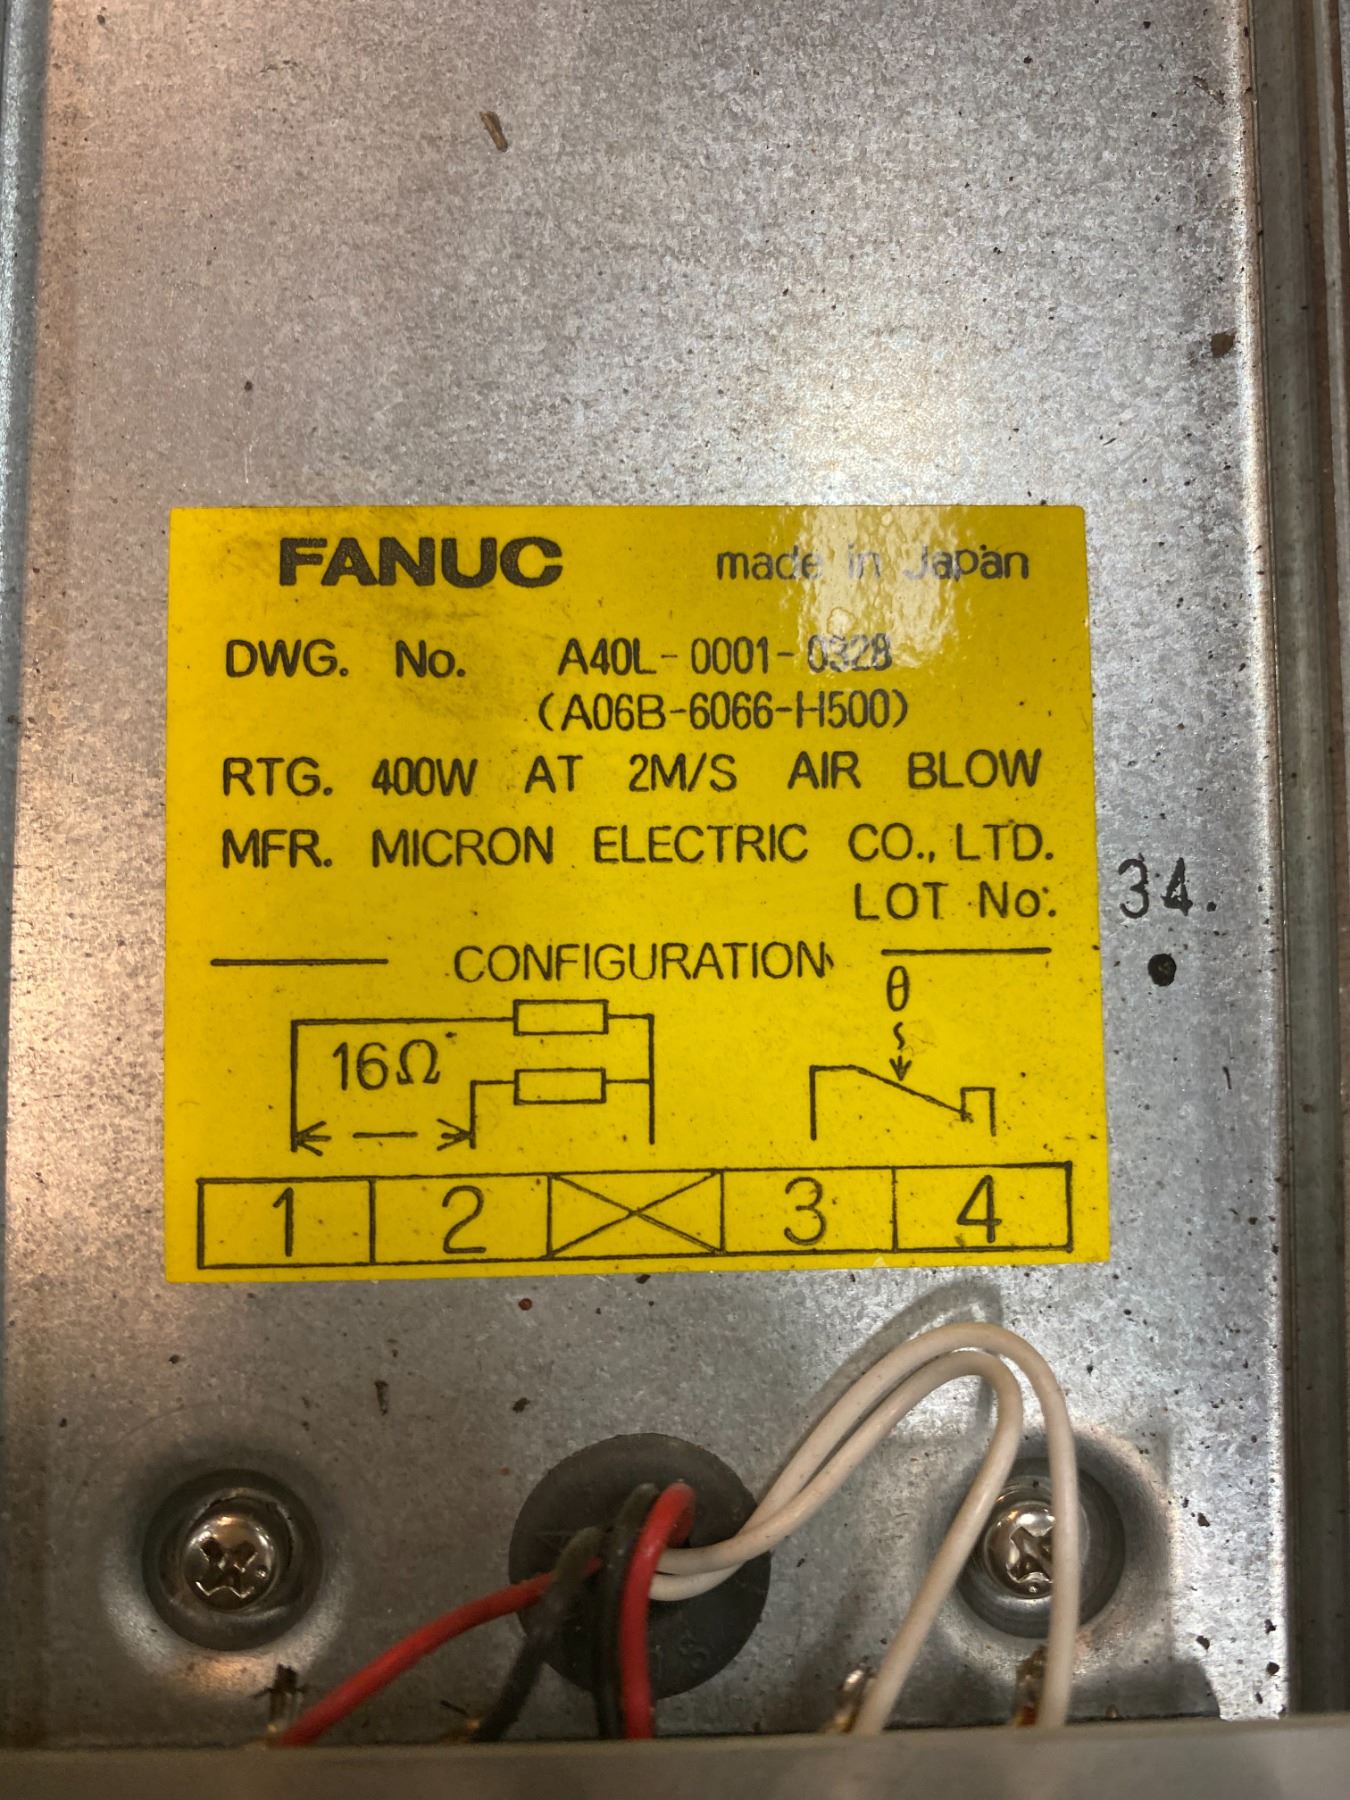 FANUC made in Japan
DWG. No. A40L-0001-0328
(A06B-6066-H500)
RTG. 400W AT 2M/S AIR BLOW
MFR. MICRON ELECTRIC CO., LTD.
LOT No. 34.
CONFIGURATION
θ
16Ω
1 2 3 4